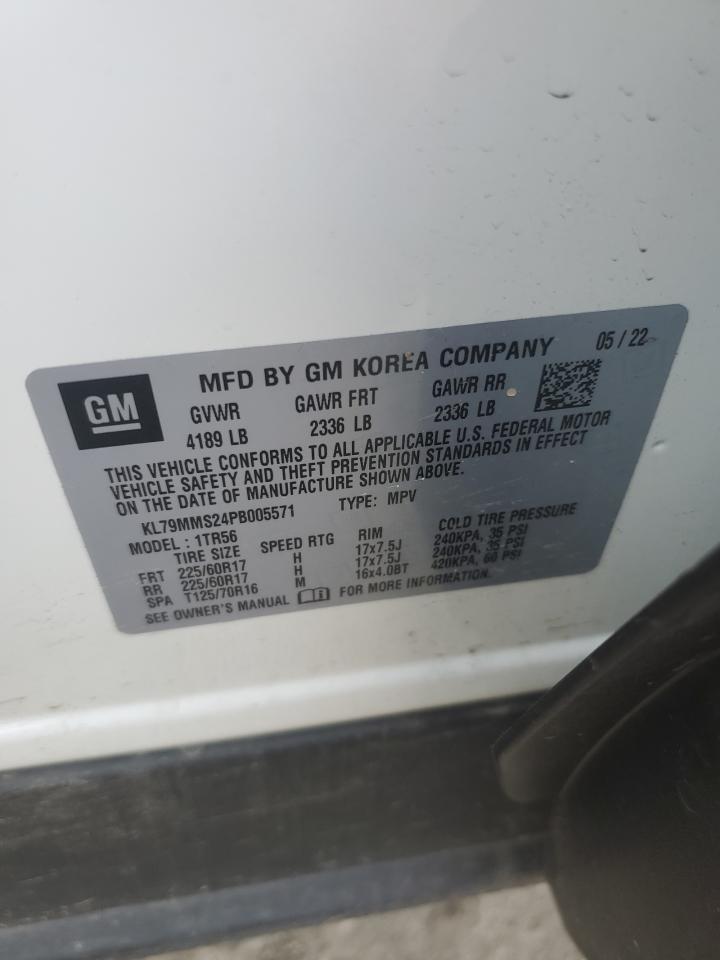 GM
MFD BY GM KOREA COMPANY 05 / 22
GVWR GAWR FRT GAWR RR
4189 LB 2336 LB 2336 LB
THIS VEHICLE CONFORMS TO ALL APPLICABLE U.S. FEDERAL MOTOR
VEHICLE SAFETY AND THEFT PREVENTION STANDARDS IN EFFECT
ON THE DATE OF MANUFACTURE SHOWN ABOVE.
KL79MMS24PB005571 TYPE: MPV
MODEL : 1TR56
TIRE SIZE SPEED RTG RIM COLD TIRE PRESSURE
FRT 225/60R17 H 17x7.5J 240KPA, 35 PSI
RR 225/60R17 H 17x7.5J 240KPA, 35 PSI
SPA T125/70R16 M 16x4.0BT 420KPA, 60 PSI
SEE OWNER'S MANUAL FOR MORE INFORMATION.